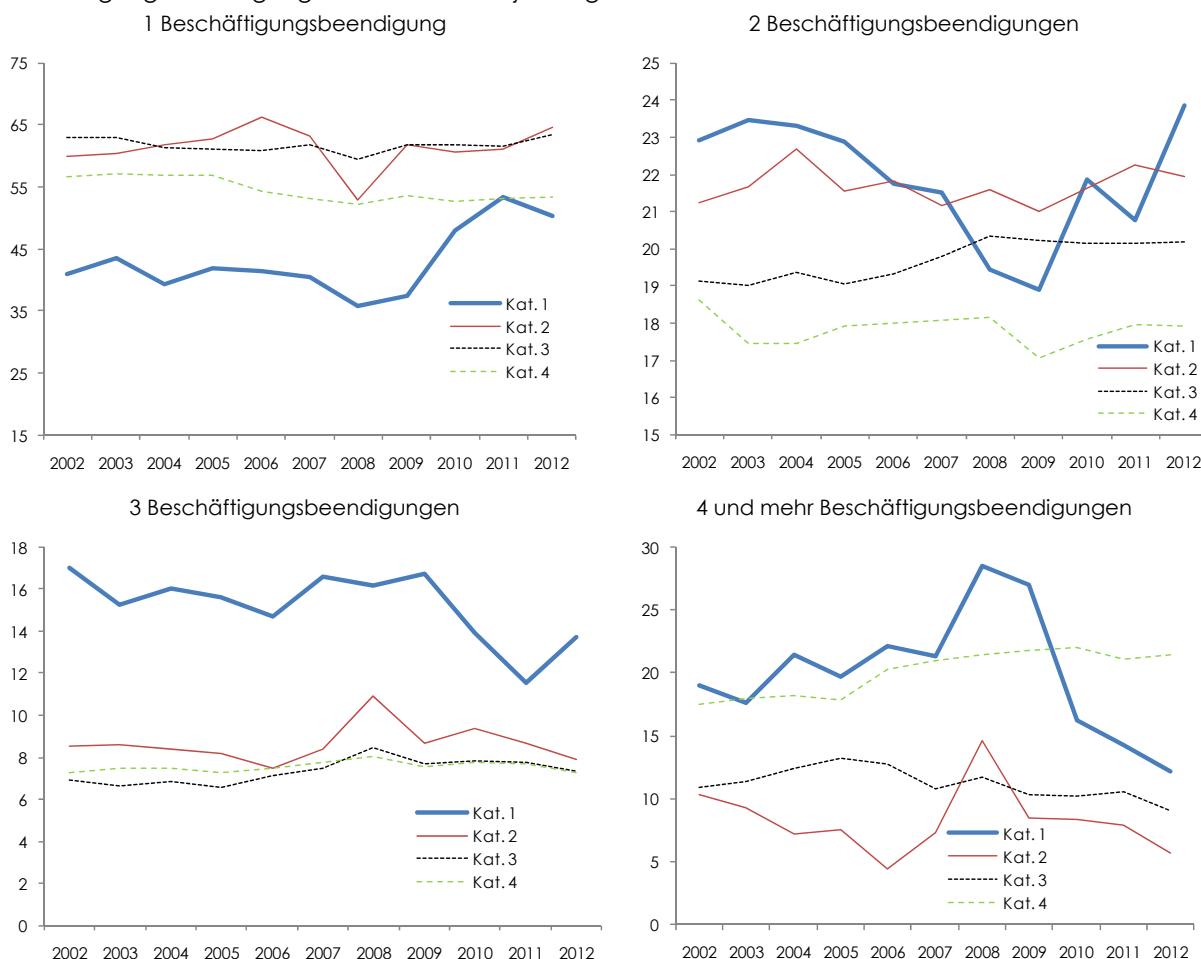 1 Beschäftigungsbeendigung
75
65
55
45
35
25
15
Kat. 1
Kat. 2
Kat. 3
Kat. 4
2002 2003 2004 2005 2006 2007 2008 2009 2010 2011 2012
2 Beschäftigungsbeendigungen
25
24
23
22
21
20
19
18
17
16
15
Kat. 1
Kat. 2
Kat. 3
Kat. 4
2002 2003 2004 2005 2006 2007 2008 2009 2010 2011 2012
3 Beschäftigungsbeendigungen
18
16
14
12
10
8
6
4
2
0
Kat. 1
Kat. 2
Kat. 3
Kat. 4
2002 2003 2004 2005 2006 2007 2008 2009 2010 2011 2012
4 und mehr Beschäftigungsbeendigungen
30
25
20
15
10
5
0
Kat. 1
Kat. 2
Kat. 3
Kat. 4
2002 2003 2004 2005 2006 2007 2008 2009 2010 2011 2012